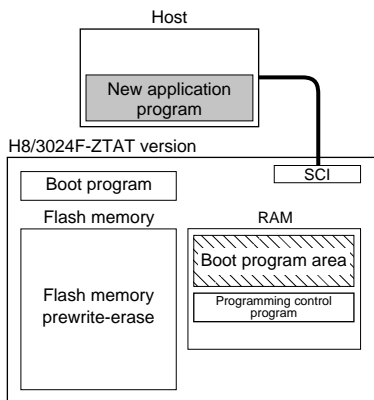 Host
New application
program
H8/3024F-ZTAT version
SCI
Boot program
Flash memory
RAM
Boot program area
Flash memory
prewrite-erase
Programming control
program